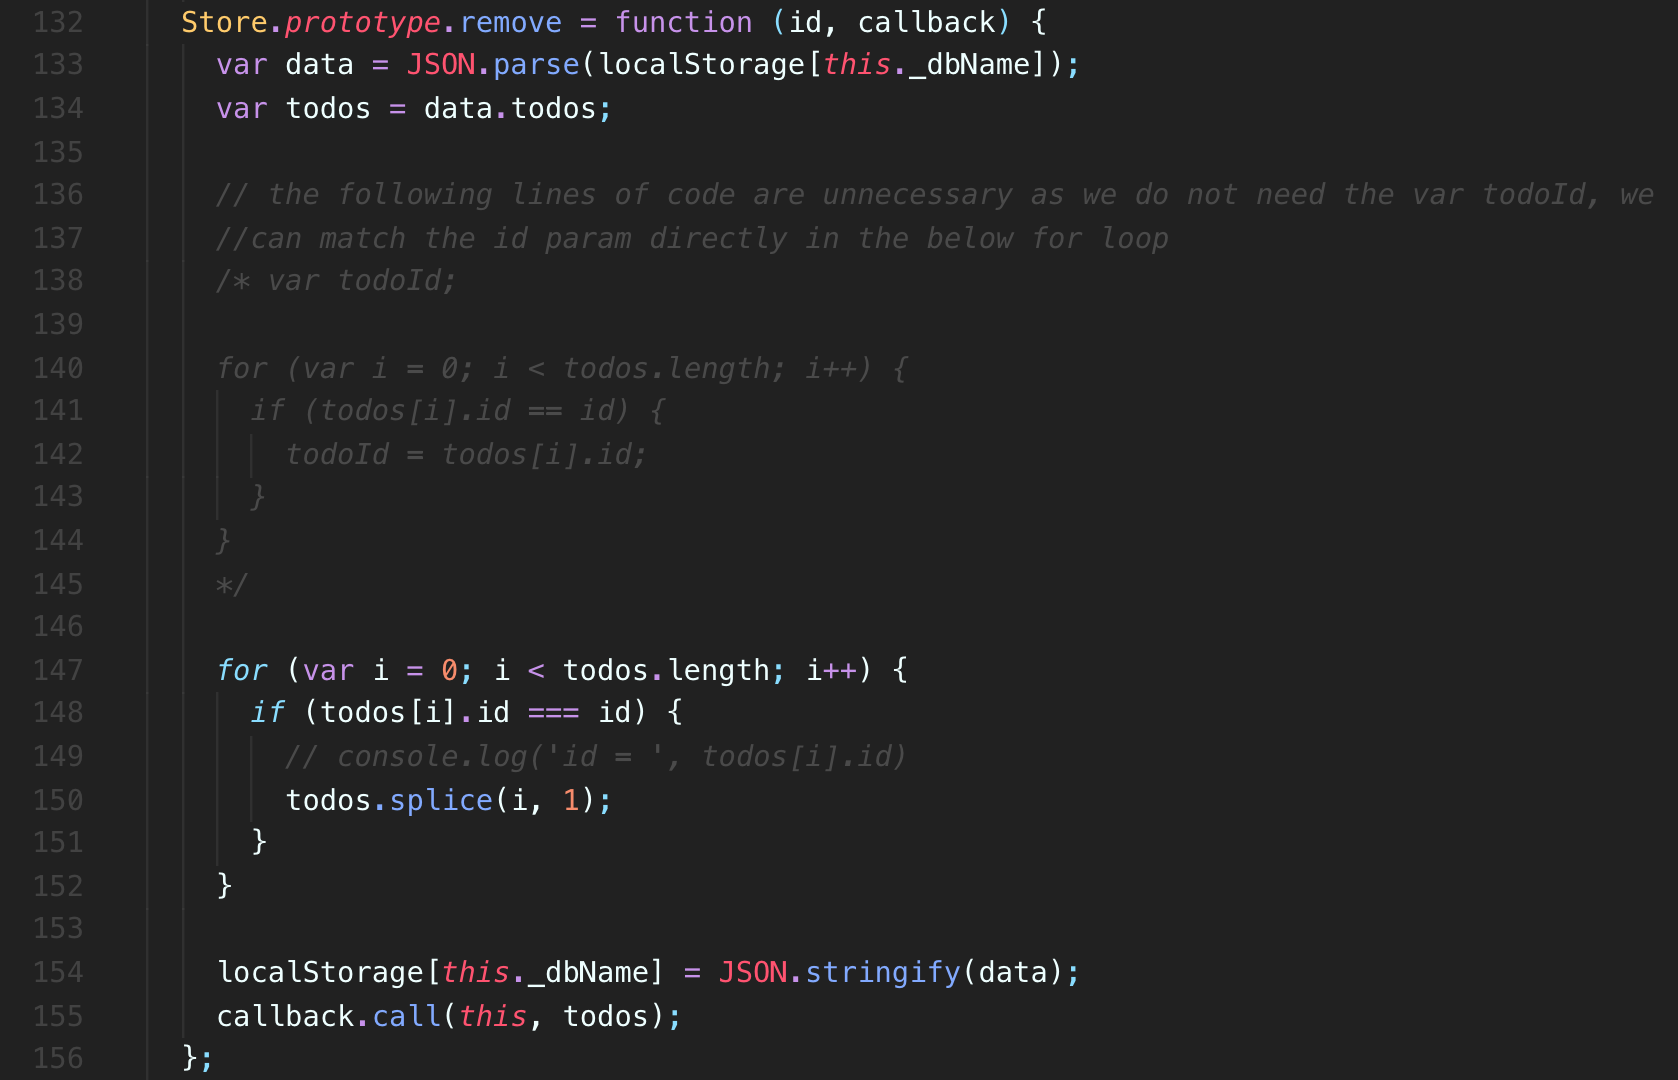 132 Store.prototype.remove = function (id, callback) {
133 var data = JSON.parse(localStorage[this._dbName]);
134 var todos = data.todos;
135
136 // the following lines of code are unnecessary as we do not need the var todoId, we
137 //can match the id param directly in the below for loop
138 /* var todoId;
139
140 for (var i = 0; i < todos.length; i++) {
141 if (todos[i].id == id) {
142 todoId = todos[i].id;
143 }
144 }
145 */
146
147 for (var i = 0; i < todos.length; i++) {
148 if (todos[i].id === id) {
149 // console.log('id = ', todos[i].id)
150 todos.splice(i, 1);
151 }
152 }
153
154 localStorage[this._dbName] = JSON.stringify(data);
155 callback.call(this, todos);
156 };